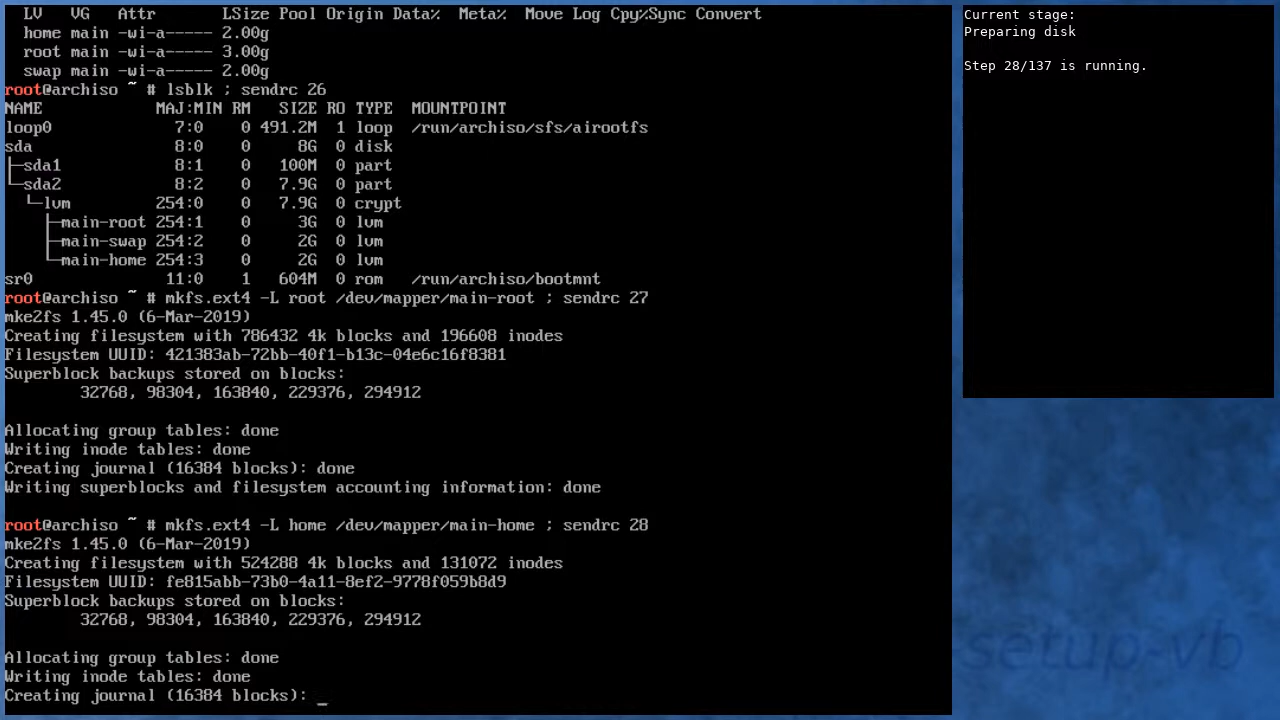 LV   VG   Attr       LSize Pool Origin Data%  Meta%  Move Log Cpy%Sync Convert
  home main -wi-a----- 2.00g
  root main -wi-a----- 3.00g
  swap main -wi-a----- 2.00g
root@archiso ~ # lsblk ; sendrc 26
NAME            MAJ:MIN RM   SIZE RO TYPE  MOUNTPOINT
loop0             7:0    0 491.2M  1 loop  /run/archiso/sfs/airootfs
sda               8:0    0     8G  0 disk
├─sda1            8:1    0   100M  0 part
└─sda2            8:2    0   7.9G  0 part
  └─lvm         254:0    0   7.9G  0 crypt
    ├─main-root 254:1    0     3G  0 lvm
    ├─main-swap 254:2    0     2G  0 lvm
    └─main-home 254:3    0     2G  0 lvm
sr0              11:0    1   604M  0 rom   /run/archiso/bootmnt
root@archiso ~ # mkfs.ext4 -L root /dev/mapper/main-root ; sendrc 27
mke2fs 1.45.0 (6-Mar-2019)
Creating filesystem with 786432 4k blocks and 196608 inodes
Filesystem UUID: 421383ab-72bb-40f1-b13c-04e6c16f8381
Superblock backups stored on blocks:
        32768, 98304, 163840, 229376, 294912

Allocating group tables: done
Writing inode tables: done
Creating journal (16384 blocks): done
Writing superblocks and filesystem accounting information: done

root@archiso ~ # mkfs.ext4 -L home /dev/mapper/main-home ; sendrc 28
mke2fs 1.45.0 (6-Mar-2019)
Creating filesystem with 524288 4k blocks and 131072 inodes
Filesystem UUID: fe815abb-73b0-4a11-8ef2-9778f059b8d9
Superblock backups stored on blocks:
        32768, 98304, 163840, 229376, 294912

Allocating group tables: done
Writing inode tables: done
Creating journal (16384 blocks): _
Current stage:
Preparing disk

Step 28/137 is running.
setup-vb